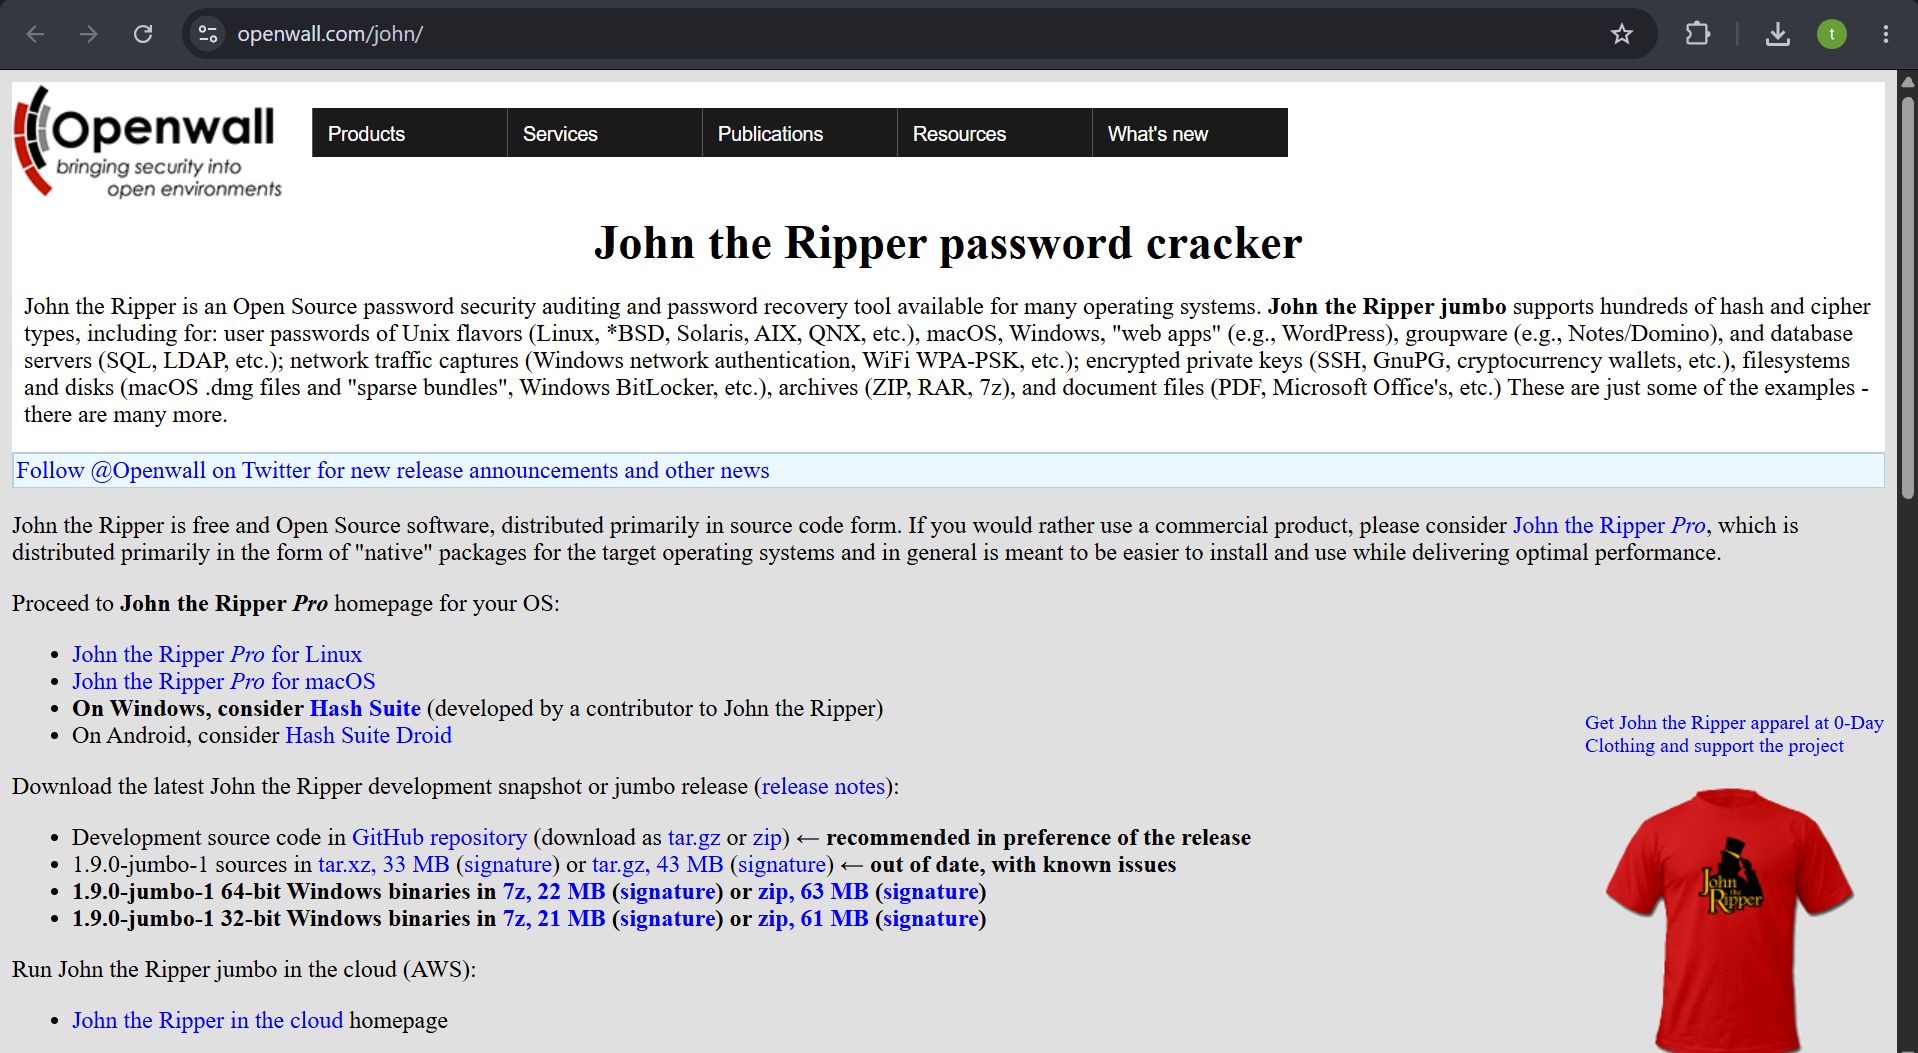 openwall.com/john/
t
Openwall
bringing security into
open environments
Products
Services
Publications
Resources
What's new
John the Ripper password cracker
John the Ripper is an Open Source password security auditing and password recovery tool available for many operating systems. John the Ripper jumbo supports hundreds of hash and cipher
types, including for: user passwords of Unix flavors (Linux, *BSD, Solaris, AIX, QNX, etc.), macOS, Windows, "web apps" (e.g., WordPress), groupware (e.g., Notes/Domino), and database
servers (SQL, LDAP, etc.); network traffic captures (Windows network authentication, WiFi WPA-PSK, etc.); encrypted private keys (SSH, GnuPG, cryptocurrency wallets, etc.), filesystems
and disks (macOS .dmg files and "sparse bundles", Windows BitLocker, etc.), archives (ZIP, RAR, 7z), and document files (PDF, Microsoft Office's, etc.) These are just some of the examples -
there are many more.
Follow @Openwall on Twitter for new release announcements and other news
John the Ripper is free and Open Source software, distributed primarily in source code form. If you would rather use a commercial product, please consider John the Ripper Pro, which is
distributed primarily in the form of "native" packages for the target operating systems and in general is meant to be easier to install and use while delivering optimal performance.
Proceed to John the Ripper Pro homepage for your OS:
• John the Ripper Pro for Linux
• John the Ripper Pro for macOS
• On Windows, consider Hash Suite (developed by a contributor to John the Ripper)
• On Android, consider Hash Suite Droid
Get John the Ripper apparel at 0-Day
Clothing and support the project
Download the latest John the Ripper development snapshot or jumbo release (release notes):
• Development source code in GitHub repository (download as tar.gz or zip) ← recommended in preference of the release
• 1.9.0-jumbo-1 sources in tar.xz, 33 MB (signature) or tar.gz, 43 MB (signature) ← out of date, with known issues
• 1.9.0-jumbo-1 64-bit Windows binaries in 7z, 22 MB (signature) or zip, 63 MB (signature)
• 1.9.0-jumbo-1 32-bit Windows binaries in 7z, 21 MB (signature) or zip, 61 MB (signature)
John
the
Ripper
Run John the Ripper jumbo in the cloud (AWS):
• John the Ripper in the cloud homepage